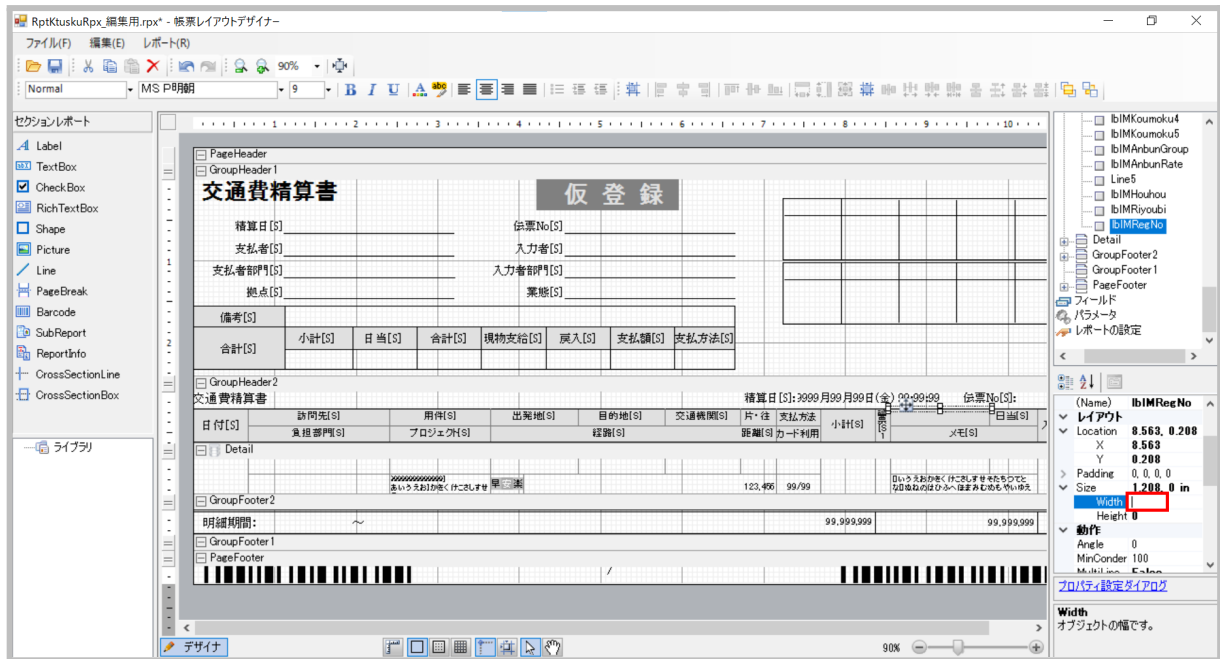 RptKtuskuRpx_編集用.rpx* - 帳票レイアウトデザイナー
ファイル(F) 編集(E) レポート(R)
90%
Normal MS P明朝 9 B I U A abc
セクションレポート
Label
TextBox
CheckBox
RichTextBox
Shape
Picture
Line
PageBreak
Barcode
SubReport
ReportInfo
CrossSectionLine
CrossSectionBox
ライブラリ
1 2 3 4 5 6 7 8 9 10
PageHeader
GroupHeader1
交通費精算書 仮 登 録
精算日[S] 伝票No[S]
支払者[S] 入力者[S]
支払者部門[S] 入力者部門[S]
拠点[S] 業態[S]
備考[S]
合計[S] 小計[S] 日当[S] 合計[S] 現物支給[S] 戻入[S] 支払額[S] 支払方法[S]
GroupHeader2
交通費精算書 精算日[S]:9999月99月99日(金) 99:99:99 伝票No[S]:
日付[S] 訪問先[S] 用件[S] 出発地[S] 目的地[S] 交通機関[S] 片・往 支払方法 小計[S] 日当[S]
負担部門[S] プロジェクト[S] 経路[S] 距離[S] カード利用 メモ[S]
Detail
123,456 99/99
GroupFooter2
明細期間: ～ 99,999,999 99,999,999
GroupFooter1
PageFooter
/
デザイナ
90%
lblMKoumoku4
lblMKoumoku5
lblMAnbunGroup
lblMAnbunRate
Line5
lblMHouhou
lblMRiyoubi
lblMRegNo
Detail
GroupFooter2
GroupFooter1
PageFooter
フィールド
パラメータ
レポートの設定
(Name) lblMRegNo
レイアウト
Location 8.563, 0.208
X 8.563
Y 0.208
Padding 0, 0, 0, 0
Size 1.208, 0 in
Width
Height 0
動作
Angle 0
MinConder 100
MultiLine False
プロパティ設定ダイアログ
Width
オブジェクトの幅です。